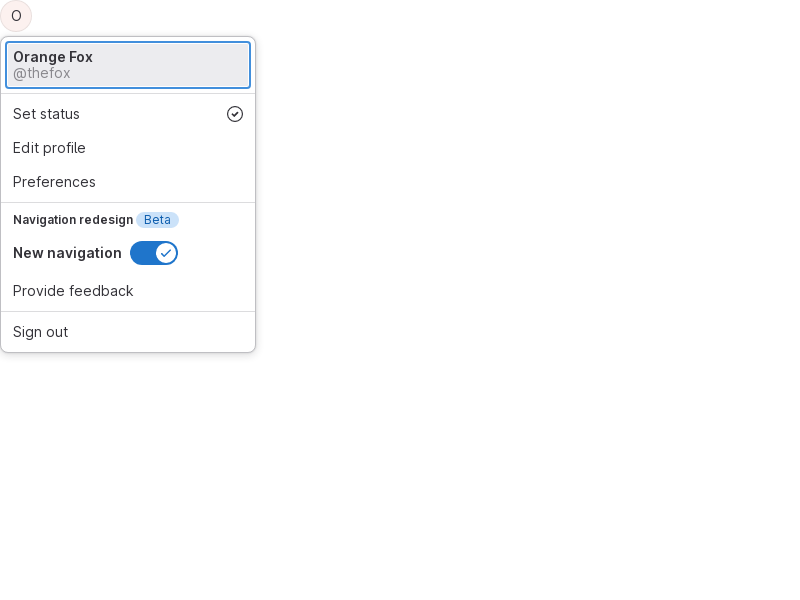 O
Orange Fox
@thefox
Set status
Edit profile
Preferences
Navigation redesign Beta
New navigation
Provide feedback
Sign out